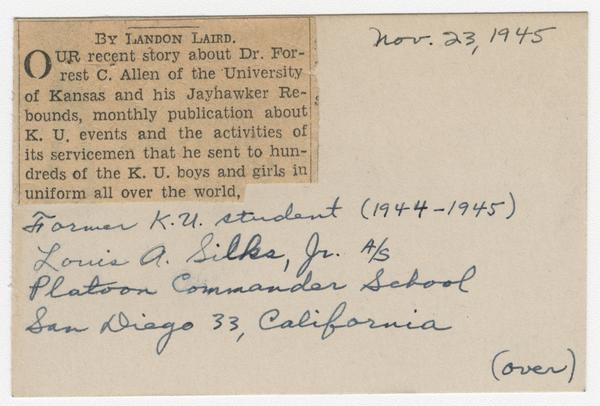 Nov. 23, 1945
BY LANDON LAIRD.
OUR recent story about Dr. For-
rest C. Allen of the University
of Kansas and his Jayhawker Re-
bounds, monthly publication about
K. U. events and the activities of
its servicemen that he sent to hun-
dreds of the K. U. boys and girls in
uniform all over the world,
Former K.U. student (1944-1945)
Louis A. Silks, Jr. A/S
Platoon Commander School
San Diego 33, California
(over)